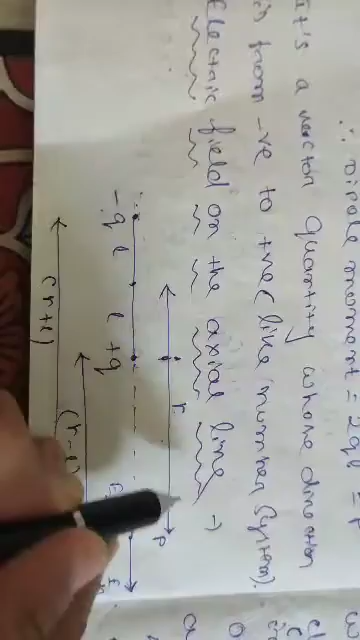 ∴ Dipole moment = 2ql = P
It's a vector quantity whose direction
is from -ve to +ve (like number system).
Electric field on the axial line →
r
P
-q l l +q
(r-l)
(r+l)